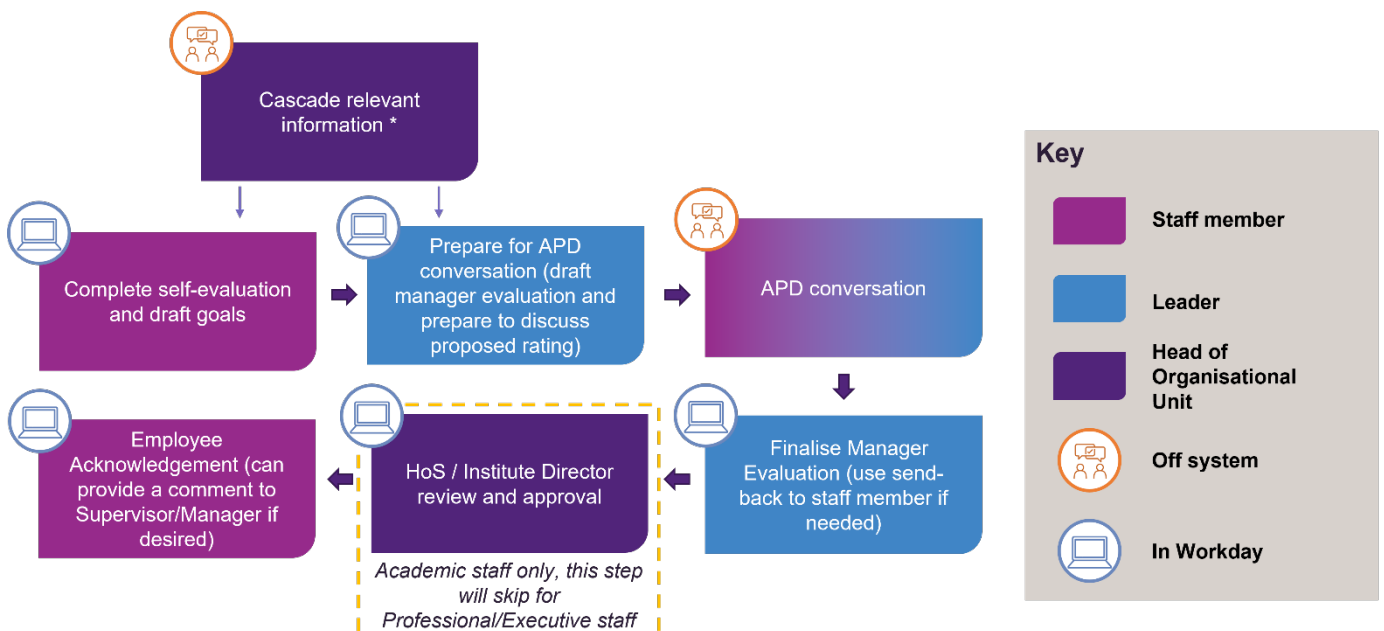 Cascade relevant
information *
Complete self-evaluation
and draft goals
Prepare for APD
conversation (draft
manager evaluation and
prepare to discuss
proposed rating)
APD conversation
Finalise Manager
Evaluation (use send-
back to staff member if
needed)
HoS / Institute Director
review and approval
Academic staff only, this step
will skip for
Professional/Executive staff
Employee
Acknowledgement (can
provide a comment to
Supervisor/Manager if
desired)
Key
Staff member
Leader
Head of
Organisational
Unit
Off system
In Workday